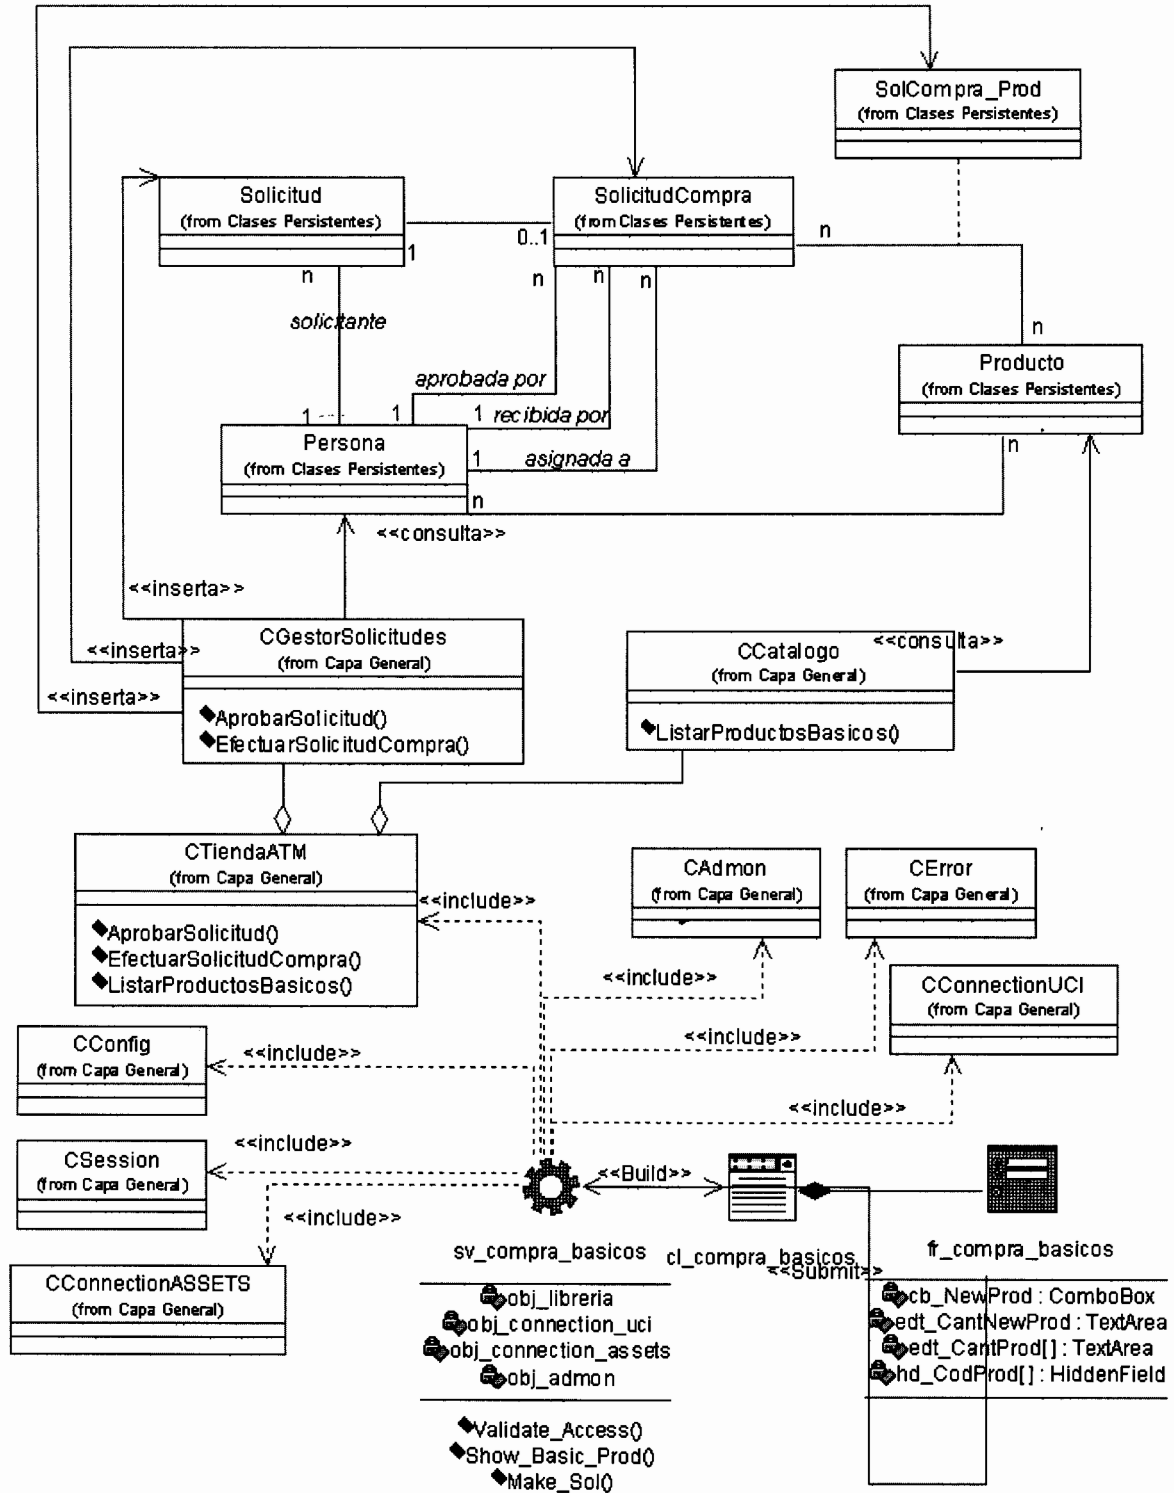 SolCompra_Prod
(from Clases Persistentes)
Solicitud
(from Clases Persistentes)
SolicitudCompra
(from Clases Persistentes)
n
0..1
1
n
n
n
n
solicitante
n
Producto
(from Clases Persistentes)
aprobada por
1
1
1
recibida por
Persona
(from Clases Persistentes)
1
asignada a
n
n
<<consulta>>
<<inserta>>
CGestorSolicitudes
(from Capa General)
<<inserta>>
<<inserta>>
AprobarSolicitud()
EfectuarSolicitudCompra()
CCatalogo
(from Capa General)
<<consulta>>
ListarProductosBasicos()
CTiendaATM
(from Capa General)
AprobarSolicitud()
EfectuarSolicitudCompra()
ListarProductosBasicos()
<<include>>
CAdmon
(from Capa General)
CError
(from Capa General)
<<include>>
CConnectionUCI
(from Capa General)
CConfig
(from Capa General)
<<include>>
<<include>>
<<include>>
CSession
(from Capa General)
<<include>>
<<include>>
<<Build>>
CConnectionASSETS
(from Capa General)
sv_compra_basicos
cl_compra_basicos
<<Submit>>
fr_compra_basicos
obj_libreria
obj_connection_uci
obj_connection_assets
obj_admon
Validate_Access()
Show_Basic_Prod()
Make_Sol()
cb_NewProd : ComboBox
edt_CantNewProd : TextArea
edt_CantProd[] : TextArea
hd_CodProd[] : HiddenField